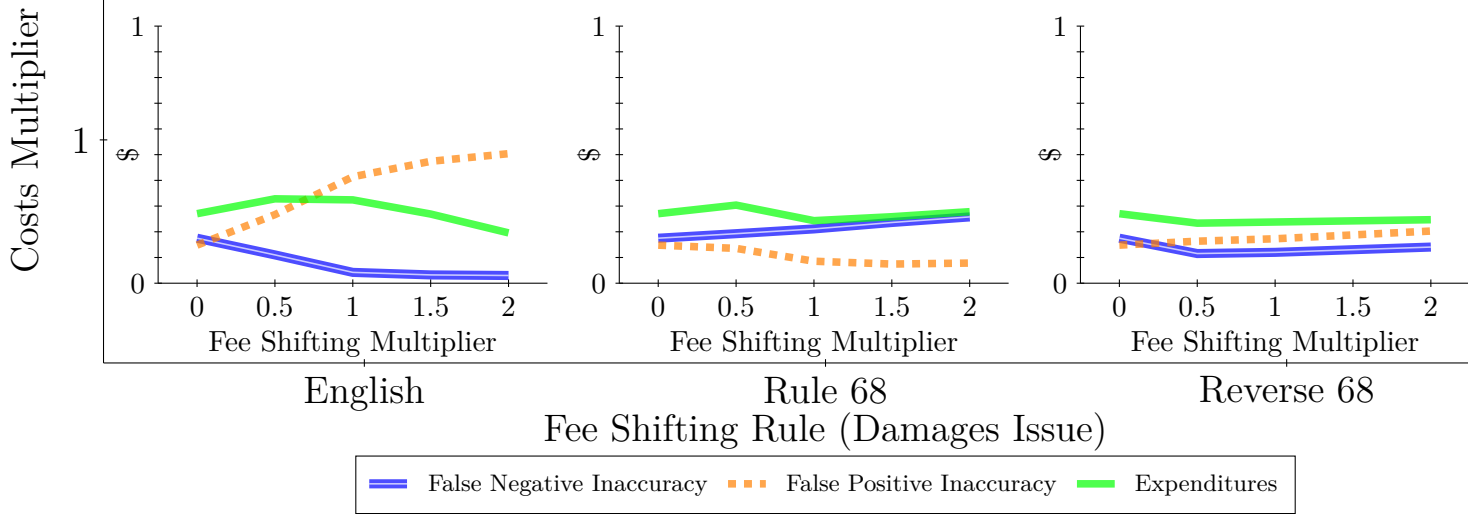 Costs Multiplier
1
1
$
0
0 0.5 1 1.5 2
Fee Shifting Multiplier
1
$
0
0 0.5 1 1.5 2
Fee Shifting Multiplier
1
$
0
0 0.5 1 1.5 2
Fee Shifting Multiplier
English Rule 68 Reverse 68
Fee Shifting Rule (Damages Issue)
False Negative Inaccuracy False Positive Inaccuracy Expenditures